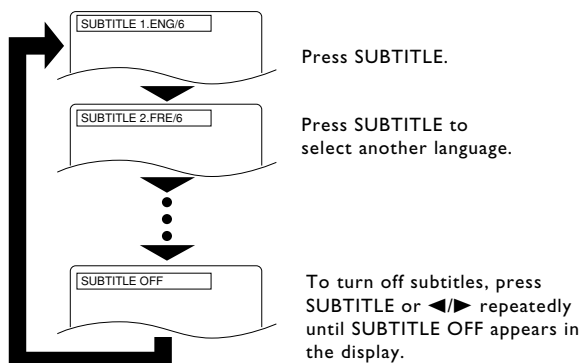 SUBTITLE 1.ENG/6
Press SUBTITLE.
SUBTITLE 2.FRE/6
Press SUBTITLE to
select another language.
SUBTITLE OFF
To turn off subtitles, press
SUBTITLE or ◀/▶ repeatedly
until SUBTITLE OFF appears in
the display.